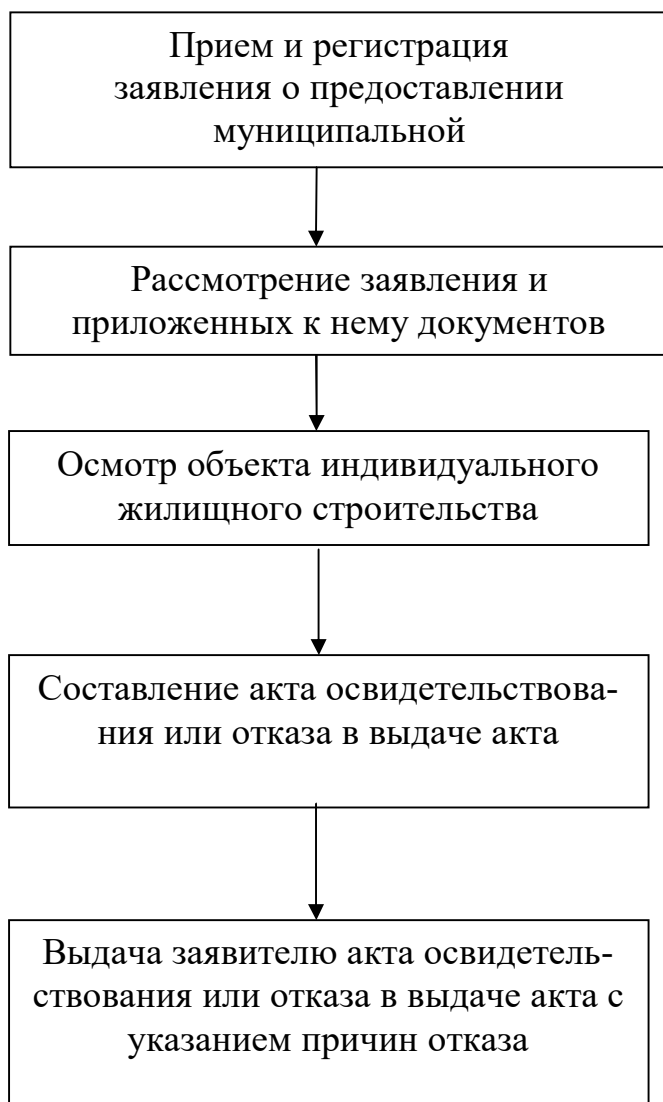 Прием и регистрация
заявления о предоставлении
муниципальной
Рассмотрение заявления и
приложенных к нему документов
Осмотр объекта индивидуального
жилищного строительства
Составление акта освидетельствова-
ния или отказа в выдаче акта
Выдача заявителю акта освидетель-
ствования или отказа в выдаче акта с
указанием причин отказа